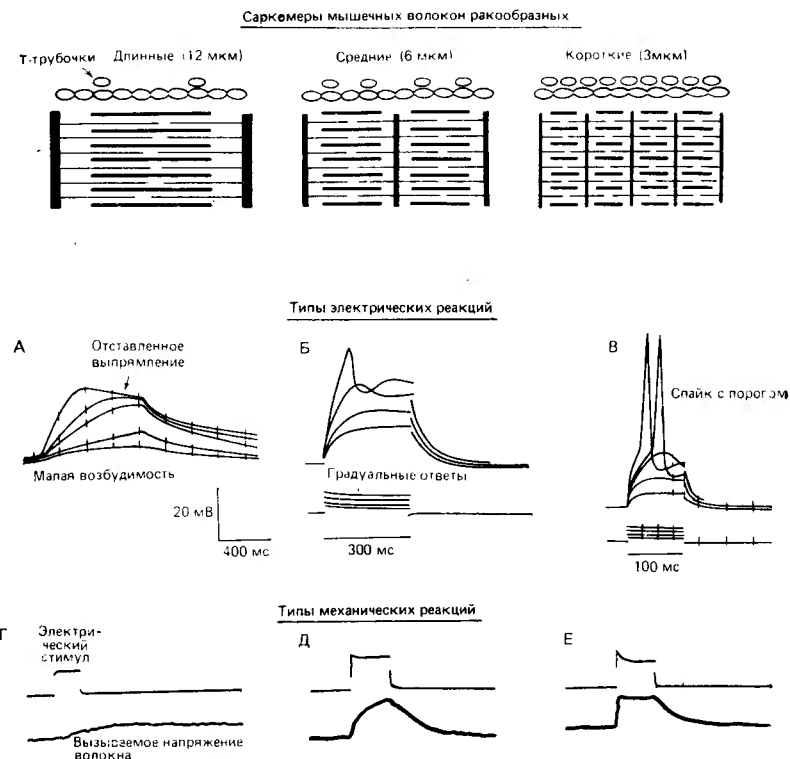 Саркомеры мышечных волокон ракообразных
Т-трубочки
Длинные (12 мкм)
Средние (6 мкм)
Короткие (3мкм)
Типы электрических реакций
А
Отставленное
выпрямление
Малая возбудимость
20 мВ
400 мс
Б
Градуальные ответы
300 мс
В
Спайк с порогом
100 мс
Типы механических реакций
Г
Электри-
ческий
стимул
Вызываемое напряжение
волокна
Д
Е